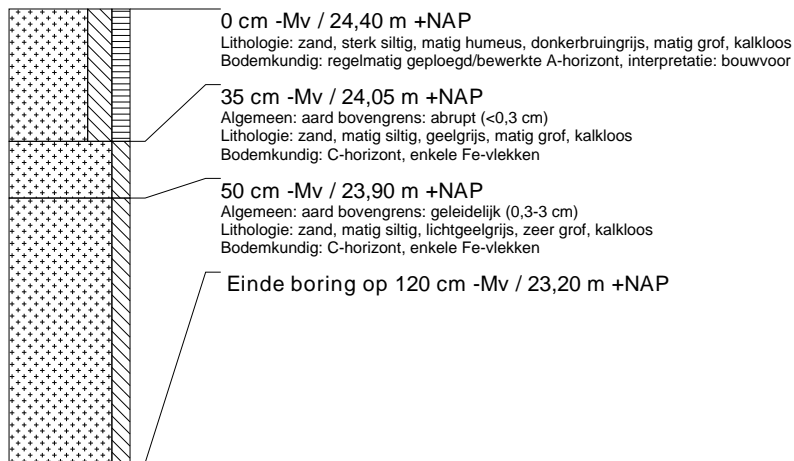 0 cm -Mv / 24,40 m +NAP
Lithologie: zand, sterk siltig, matig humeus, donkerbruingrijs, matig grof, kalkloos
Bodemkundig: regelmatig geploegd/bewerkte A-horizont, interpretatie: bouwvoor
35 cm -Mv / 24,05 m +NAP
Algemeen: aard bovengrens: abrupt (<0,3 cm)
Lithologie: zand, matig siltig, geelgrijs, matig grof, kalkloos
Bodemkundig: C-horizont, enkele Fe-vlekken
50 cm -Mv / 23,90 m +NAP
Algemeen: aard bovengrens: geleidelijk (0,3-3 cm)
Lithologie: zand, matig siltig, lichtgeelgrijs, zeer grof, kalkloos
Bodemkundig: C-horizont, enkele Fe-vlekken
Einde boring op 120 cm -Mv / 23,20 m +NAP